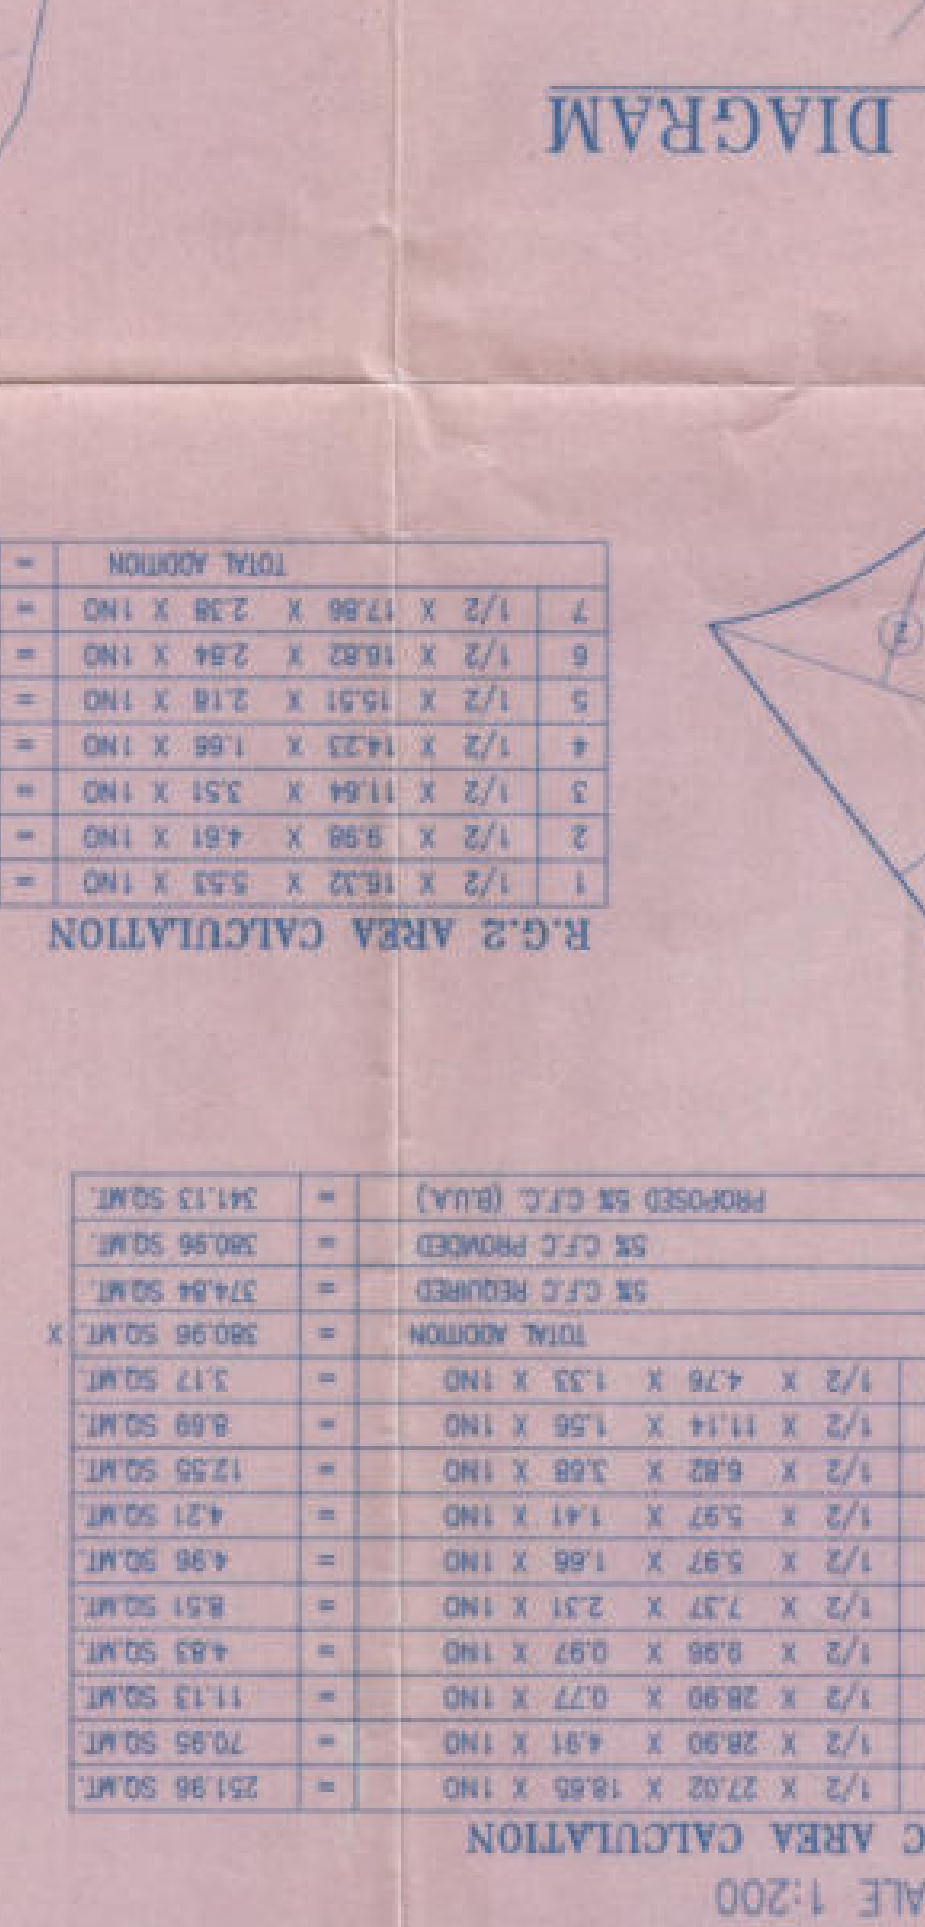 ALE 1:200
C AREA CALCULATION
1/2 X 27.02 X 18.65 X 1NO = 251.96 SQ.MT.
1/2 X 28.90 X 4.91 X 1NO = 70.95 SQ.MT.
1/2 X 28.90 X 0.77 X 1NO = 11.13 SQ.MT.
1/2 X 9.96 X 0.97 X 1NO = 4.83 SQ.MT.
1/2 X 7.37 X 2.31 X 1NO = 8.51 SQ.MT.
1/2 X 5.97 X 1.66 X 1NO = 4.96 SQ.MT.
1/2 X 5.97 X 1.41 X 1NO = 4.21 SQ.MT.
1/2 X 6.82 X 3.68 X 1NO = 12.55 SQ.MT.
1/2 X 11.14 X 1.56 X 1NO = 8.69 SQ.MT.
1/2 X 4.76 X 1.33 X 1NO = 3.17 SQ.MT.
TOTAL ADDITION = 380.96 SQ.MT. X
5% C.F.C REQUIRED = 374.84 SQ.MT.
5% C.F.C PROVIDED = 380.96 SQ.MT.
PROPOSED 5% C.F.C. (B.U.A.) = 341.13 SQ.MT.
R.G.2 AREA CALCULATION
1 1/2 X 16.32 X 5.53 X 1NO =
2 1/2 X 9.98 X 4.61 X 1NO =
3 1/2 X 11.64 X 3.51 X 1NO =
4 1/2 X 14.23 X 1.66 X 1NO =
5 1/2 X 15.51 X 2.18 X 1NO =
6 1/2 X 16.82 X 2.84 X 1NO =
7 1/2 X 17.86 X 2.38 X 1NO =
TOTAL ADDITION =
DIAGRAM